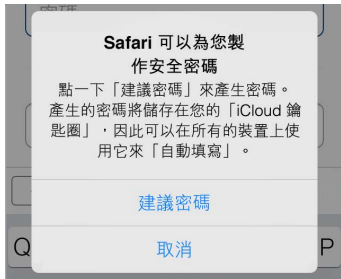 密碼
Safari 可以為您製
作安全密碼
點一下「建議密碼」來產生密碼。
產生的密碼將儲存在您的「iCloud 鑰
匙圈」，因此可以在所有的裝置上使
用它來「自動填寫」。
建議密碼
取消
Q
P